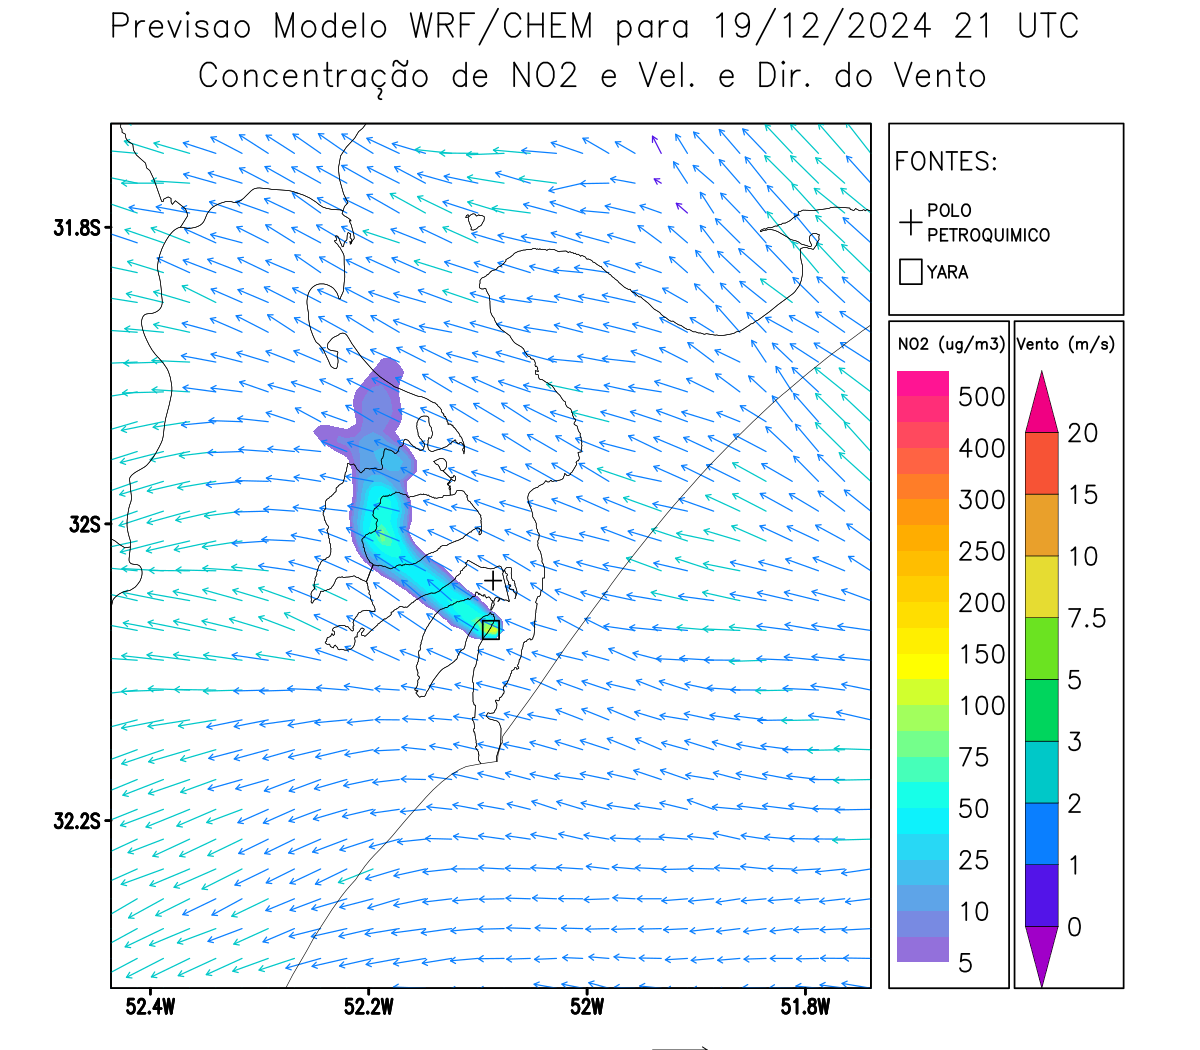 Previsao Modelo WRF/CHEM para 19/12/2024 21 UTC
Concentração de NO2 e Vel. e Dir. do Vento
FONTES:
POLO
PETROQUIMICO
YARA
NO2 (ug/m3)
500
400
300
250
200
150
100
75
50
25
10
5
Vento (m/s)
20
15
10
7.5
5
3
2
1
0
31.8S
32S
32.2S
52.4W
52.2W
52W
51.8W